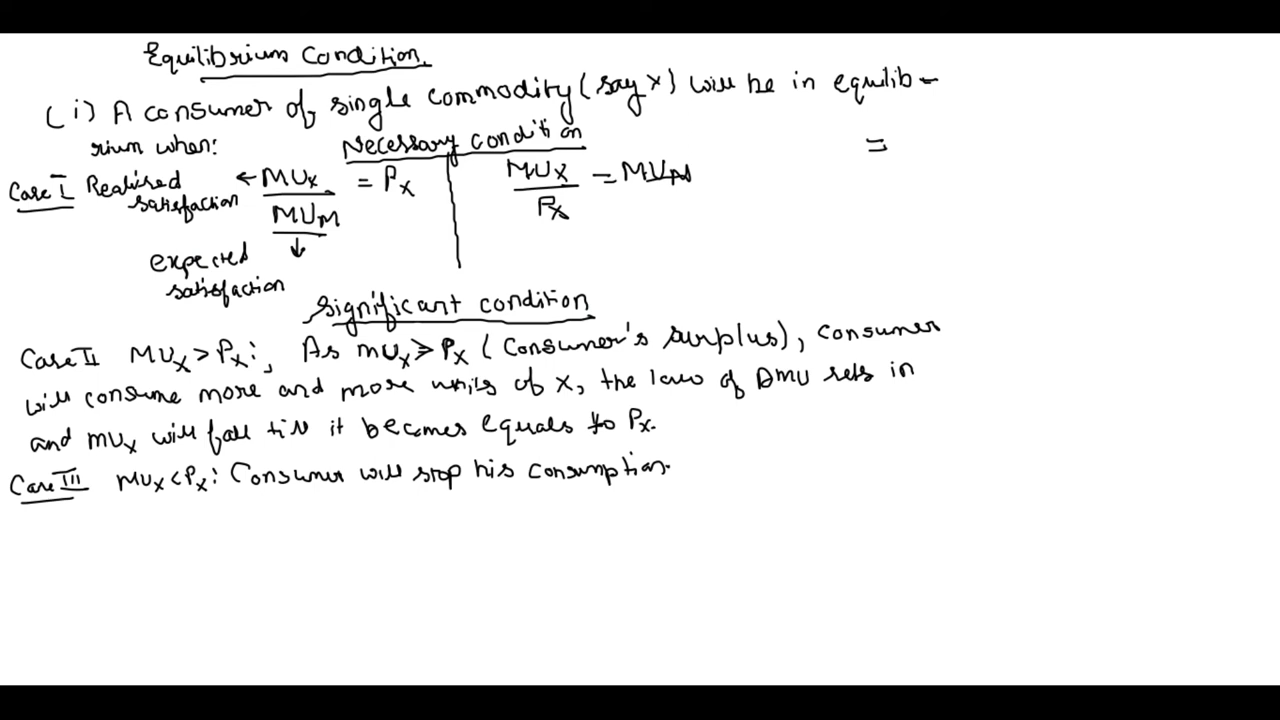 Equilibrium Condition.
(i) A consumer of single commodity (say x) will be in equilib-
rium when:
Necessary condition
=
Case I Realised satisfaction ← MUx / MUM = Px | MUx / Px = MUM
↓
expected
satisfaction
Significant condition
Case II MUx > Px:, As mUx > Px (Consumer's surplus), consumer
will consume more and more units of x, the law of DMU sets in
and mUx will fall till it becomes equals to Px.
Case III MUx < Px: Consumer will stop his consumption.